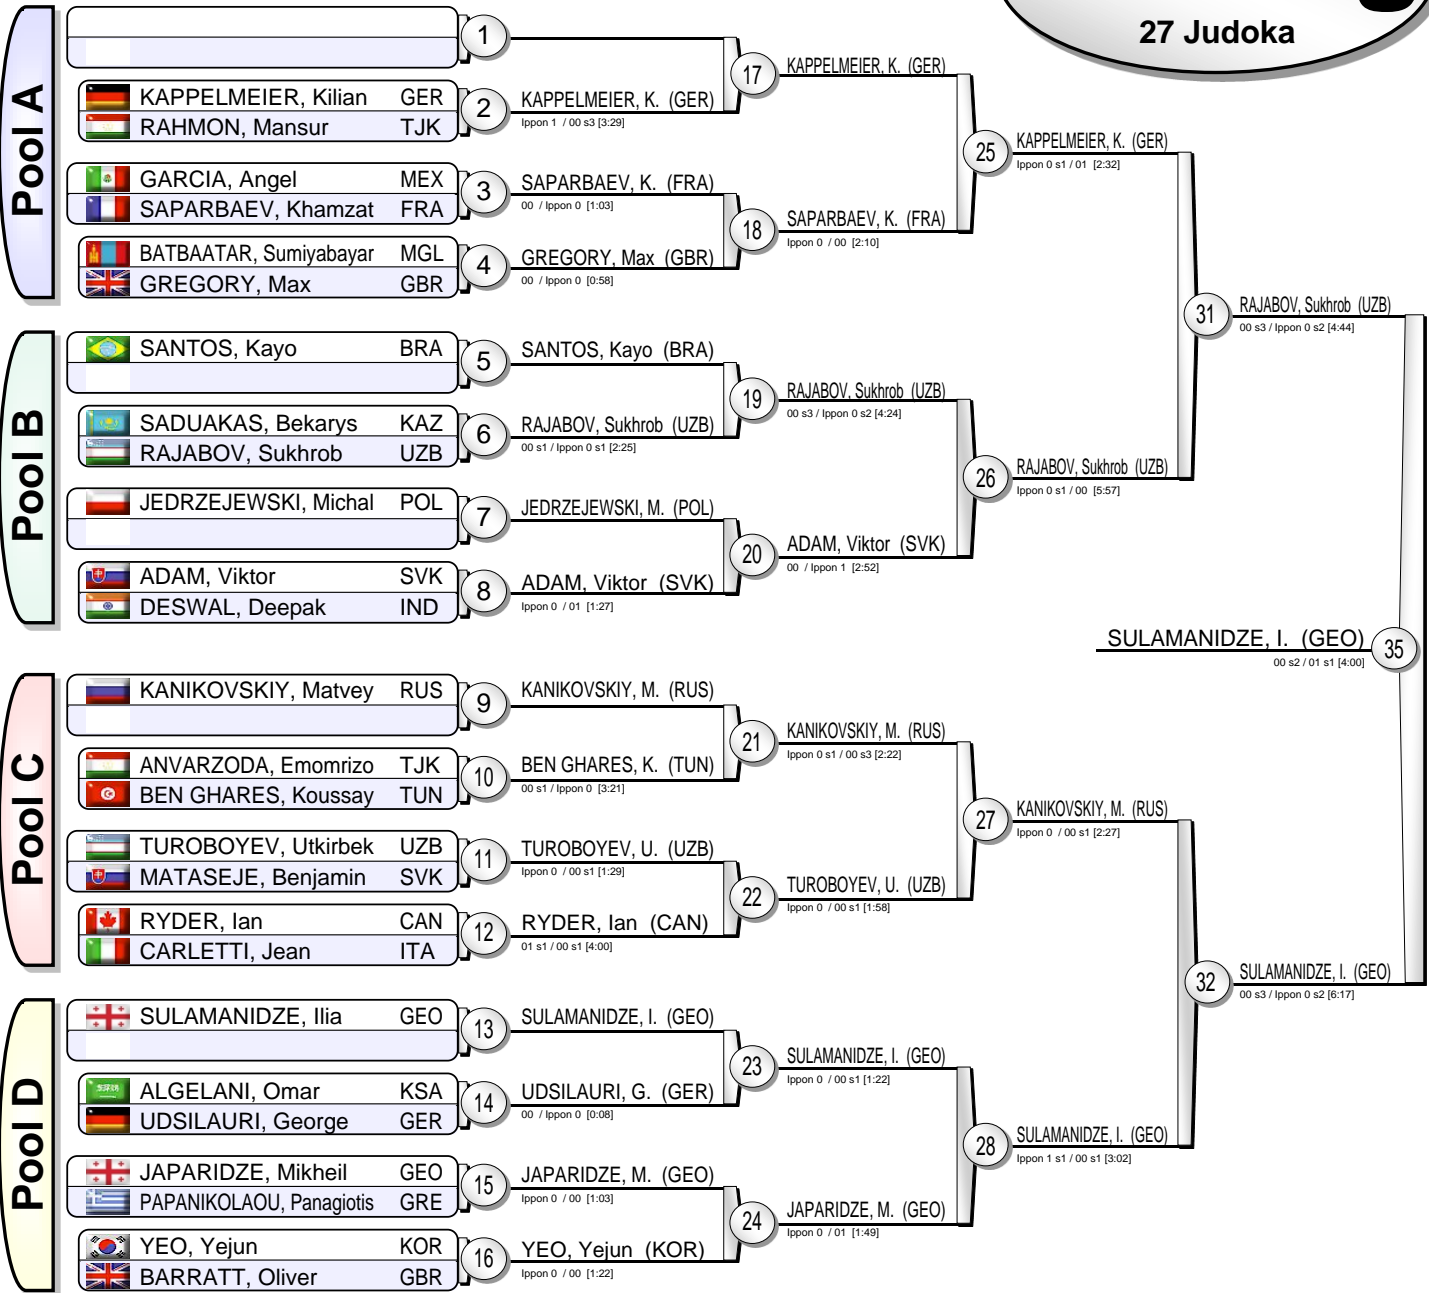 27 Judoka
Pool A
1
KAPPELMEIER, Kilian GER
RAHMON, Mansur TJK
2
GARCIA, Angel MEX
SAPARBAEV, Khamzat FRA
3
BATBAATAR, Sumiyabayar MGL
GREGORY, Max GBR
4
KAPPELMEIER, K. (GER)
Ippon 1 / 00 s3 [3:29]
SAPARBAEV, K. (FRA)
00 / Ippon 0 [1:03]
GREGORY, Max (GBR)
00 / Ippon 0 [0:58]
17
KAPPELMEIER, K. (GER)
18
SAPARBAEV, K. (FRA)
Ippon 0 / 00 [2:10]
25
KAPPELMEIER, K. (GER)
Ippon 0 s1 / 01 [2:32]
Pool B
SANTOS, Kayo BRA
5
SADUAKAS, Bekarys KAZ
RAJABOV, Sukhrob UZB
6
JEDRZEJEWSKI, Michal POL
7
ADAM, Viktor SVK
DESWAL, Deepak IND
8
SANTOS, Kayo (BRA)
RAJABOV, Sukhrob (UZB)
00 s1 / Ippon 0 s1 [2:25]
JEDRZEJEWSKI, M. (POL)
ADAM, Viktor (SVK)
Ippon 0 / 01 [1:27]
19
RAJABOV, Sukhrob (UZB)
00 s3 / Ippon 0 s2 [4:24]
20
ADAM, Viktor (SVK)
00 / Ippon 1 [2:52]
26
RAJABOV, Sukhrob (UZB)
Ippon 0 s1 / 00 [5:57]
31
RAJABOV, Sukhrob (UZB)
00 s3 / Ippon 0 s2 [4:44]
SULAMANIDZE, I. (GEO)
00 s2 / 01 s1 [4:00]
35
Pool C
KANIKOVSKIY, Matvey RUS
9
ANVARZODA, Emomrizo TJK
BEN GHARES, Koussay TUN
10
TUROBOYEV, Utkirbek UZB
MATASEJE, Benjamin SVK
11
RYDER, Ian CAN
CARLETTI, Jean ITA
12
KANIKOVSKIY, M. (RUS)
BEN GHARES, K. (TUN)
00 s1 / Ippon 0 [3:21]
TUROBOYEV, U. (UZB)
Ippon 0 / 00 s1 [1:29]
RYDER, Ian (CAN)
01 s1 / 00 s1 [4:00]
21
KANIKOVSKIY, M. (RUS)
Ippon 0 s1 / 00 s3 [2:22]
22
TUROBOYEV, U. (UZB)
Ippon 0 / 00 s1 [1:58]
27
KANIKOVSKIY, M. (RUS)
Ippon 0 / 00 s1 [2:27]
Pool D
SULAMANIDZE, Ilia GEO
13
ALGELANI, Omar KSA
UDSILAURI, George GER
14
JAPARIDZE, Mikheil GEO
PAPANIKOLAOU, Panagiotis GRE
15
YEO, Yejun KOR
BARRATT, Oliver GBR
16
SULAMANIDZE, I. (GEO)
UDSILAURI, G. (GER)
00 / Ippon 0 [0:08]
JAPARIDZE, M. (GEO)
Ippon 0 / 00 [1:03]
YEO, Yejun (KOR)
Ippon 0 / 00 [1:22]
23
SULAMANIDZE, I. (GEO)
Ippon 0 / 00 s1 [1:22]
24
JAPARIDZE, M. (GEO)
Ippon 0 / 01 [1:49]
28
SULAMANIDZE, I. (GEO)
Ippon 1 s1 / 00 s1 [3:02]
32
SULAMANIDZE, I. (GEO)
00 s3 / Ippon 0 s2 [6:17]